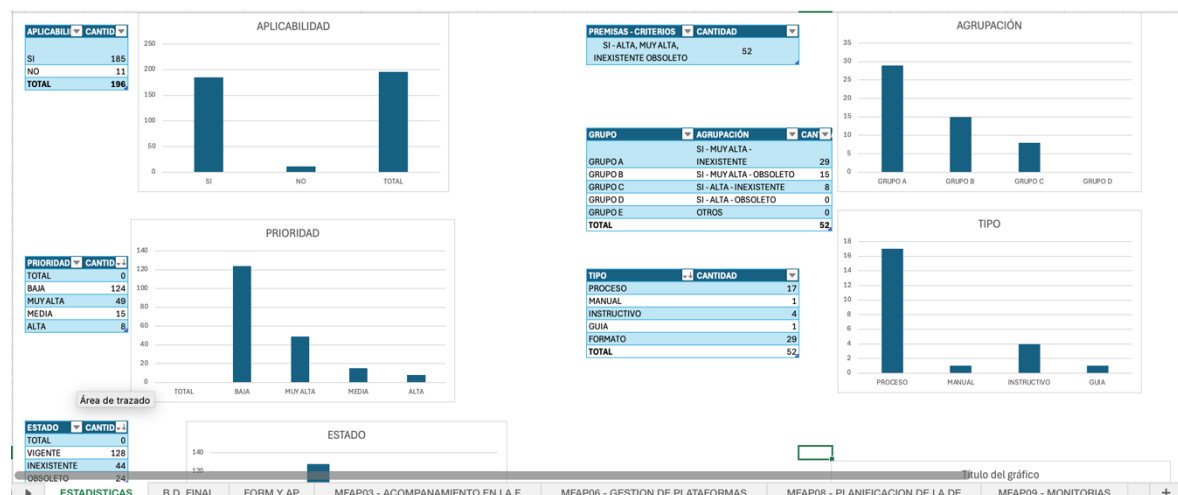 APLICABILI CANTID
SI 185
NO 11
TOTAL 196
APLICABILIDAD
250
200
150
100
50
0
SI NO TOTAL
PREMISAS - CRITERIOS CANTIDAD
SI - ALTA, MUY ALTA, INEXISTENTE OBSOLETO 52
AGRUPACIÓN
35
30
25
20
15
10
5
0
GRUPO A GRUPO B GRUPO C GRUPO D
GRUPO AGRUPACIÓN CANT
GRUPO A SI - MUY ALTA - INEXISTENTE 29
GRUPO B SI - MUY ALTA - OBSOLETO 15
GRUPO C SI - ALTA - INEXISTENTE 8
GRUPO D SI - ALTA - OBSOLETO 0
GRUPO E OTROS 0
TOTAL 52
PRIORIDAD CANTID
TOTAL 0
BAJA 124
MUY ALTA 49
MEDIA 15
ALTA 8
PRIORIDAD
140
120
100
80
60
40
20
0
TOTAL BAJA MUY ALTA MEDIA ALTA
Área de trazado
TIPO CANTIDAD
PROCESO 17
MANUAL 1
INSTRUCTIVO 4
GUIA 1
FORMATO 29
TOTAL 52
TIPO
18
16
14
12
10
8
6
4
2
0
PROCESO MANUAL INSTRUCTIVO GUIA
ESTADO CANTID
TOTAL 0
VIGENTE 128
INEXISTENTE 44
OBSOLETO 24
ESTADO
140
120
Título del gráfico
ESTADISTICAS B.D. FINAL FORM Y AP MFAP03 - ACOMPANAMIENTO EN LA E MFAP06 - GESTION DE PLATAFORMAS MFAP08 - PLANIFICACION DE LA DE MFAP09 - MONITORIAS